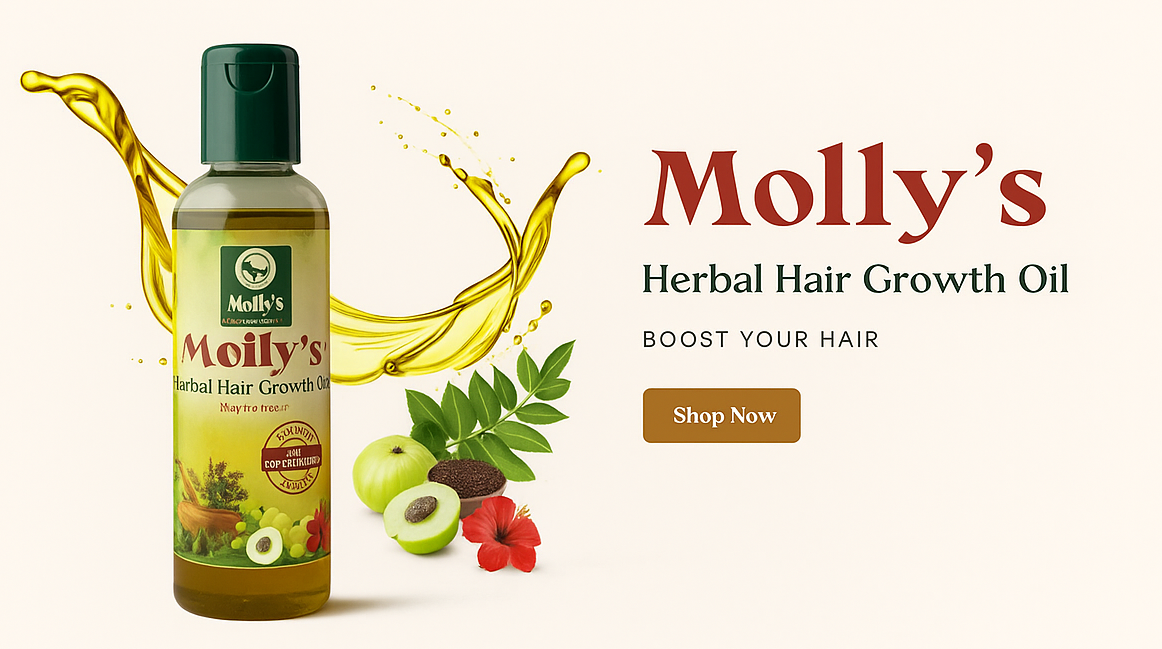 Molly's
Moily's
Harbal Hair Growth Oil
Molly's
Herbal Hair Growth Oil
BOOST YOUR HAIR
Shop Now